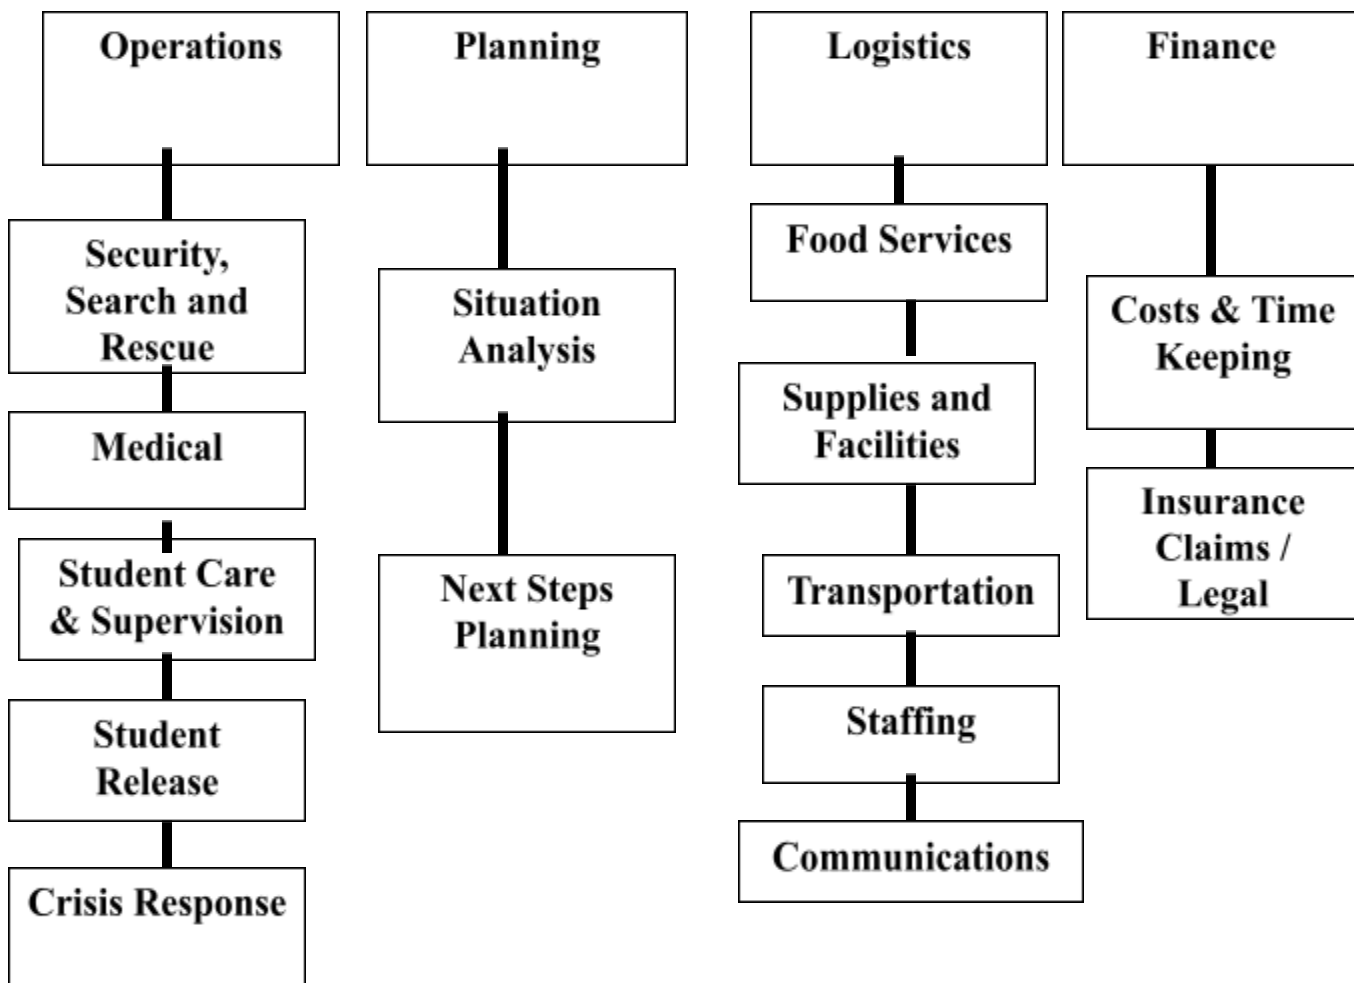 Operations
Planning
Logistics
Finance
Security,
Search and
Rescue
Medical
Student Care
& Supervision
Student
Release
Crisis Response
Situation
Analysis
Next Steps
Planning
Food Services
Supplies and
Facilities
Transportation
Staffing
Communications
Costs & Time
Keeping
Insurance
Claims /
Legal